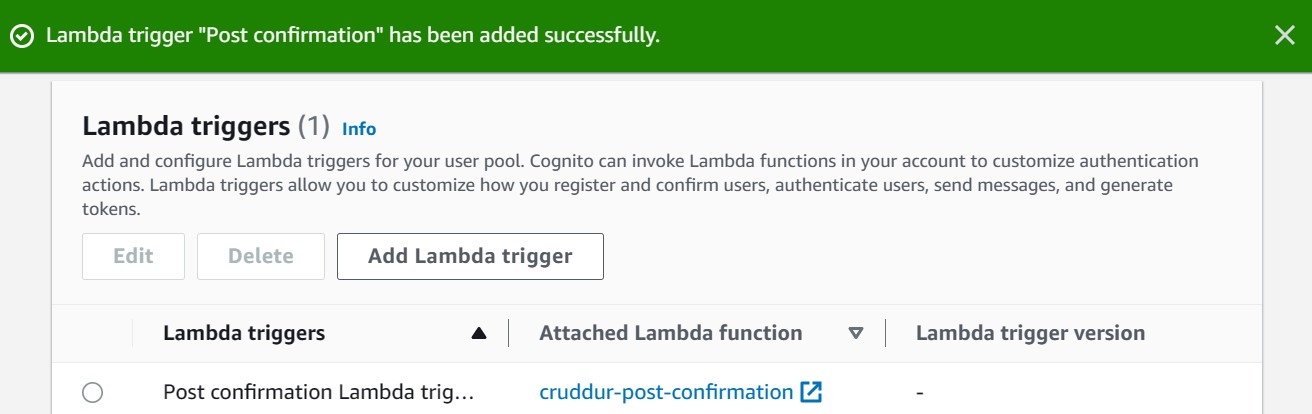 Lambda trigger "Post confirmation" has been added successfully.
Lambda triggers (1) Info
Add and configure Lambda triggers for your user pool. Cognito can invoke Lambda functions in your account to customize authentication
actions. Lambda triggers allow you to customize how you register and confirm users, authenticate users, send messages, and generate
tokens.
Edit Delete Add Lambda trigger
Lambda triggers Attached Lambda function Lambda trigger version
Post confirmation Lambda trig... cruddur-post-confirmation -